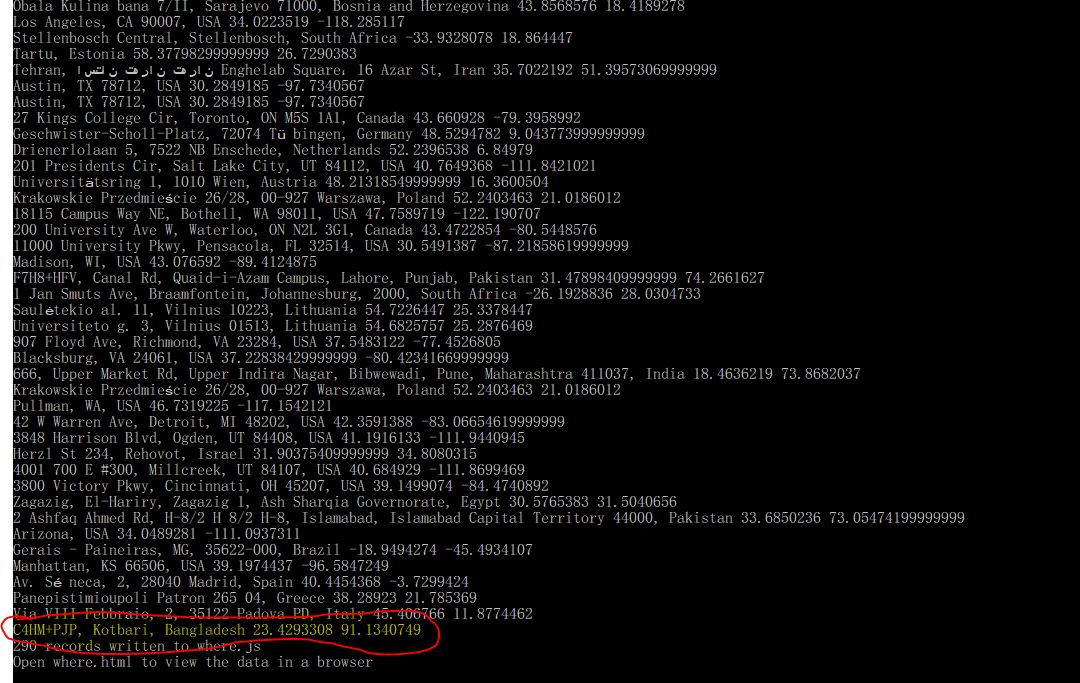 Obala Kulina bana 7/II, Sarajevo 71000, Bosnia and Herzegovina 43.8568576 18.4189278
Los Angeles, CA 90007, USA 34.0223519 -118.285117
Stellenbosch Central, Stellenbosch, South Africa -33.9328078 18.864447
Tartu, Estonia 58.37798299999999 26.7290383
Tehran, ناره‌ت ناره‌ت ناتسا Enghelab Square، 16 Azar St, Iran 35.7022192 51.39573069999999
Austin, TX 78712, USA 30.2849185 -97.7340567
Austin, TX 78712, USA 30.2849185 -97.7340567
27 Kings College Cir, Toronto, ON M5S 1A1, Canada 43.660928 -79.3958992
Geschwister-Scholl-Platz, 72074 Tü bingen, Germany 48.5294782 9.043773999999999
Drienerlolaan 5, 7522 NB Enschede, Netherlands 52.2396538 6.84979
201 Presidents Cir, Salt Lake City, UT 84112, USA 40.7649368 -111.8421021
Universitätsring 1, 1010 Wien, Austria 48.21318549999999 16.3600504
Krakowskie Przedmieście 26/28, 00-927 Warszawa, Poland 52.2403463 21.0186012
18115 Campus Way NE, Bothell, WA 98011, USA 47.7589719 -122.190707
200 University Ave W, Waterloo, ON N2L 3G1, Canada 43.4722854 -80.5448576
11000 University Pkwy, Pensacola, FL 32514, USA 30.5491387 -87.21858619999999
Madison, WI, USA 43.076592 -89.4124875
F7H8+HFV, Canal Rd, Quaid-i-Azam Campus, Lahore, Punjab, Pakistan 31.47898409999999 74.2661627
1 Jan Smuts Ave, Braamfontein, Johannesburg, 2000, South Africa -26.1928836 28.0304733
Saulėtekio al. 11, Vilnius 10223, Lithuania 54.7226447 25.3378447
Universiteto g. 3, Vilnius 01513, Lithuania 54.6825757 25.2876469
907 Floyd Ave, Richmond, VA 23284, USA 37.5483122 -77.4526805
Blacksburg, VA 24061, USA 37.22838429999999 -80.42341669999999
666, Upper Market Rd, Upper Indira Nagar, Bibwewadi, Pune, Maharashtra 411037, India 18.4636219 73.8682037
Krakowskie Przedmieście 26/28, 00-927 Warszawa, Poland 52.2403463 21.0186012
Pullman, WA, USA 46.7319225 -117.1542121
42 W Warren Ave, Detroit, MI 48202, USA 42.3591388 -83.06654619999999
3848 Harrison Blvd, Ogden, UT 84408, USA 41.1916133 -111.9440945
Herzl St 234, Rehovot, Israel 31.90375409999999 34.8080315
4001 700 E #300, Millcreek, UT 84107, USA 40.684929 -111.8699469
3800 Victory Pkwy, Cincinnati, OH 45207, USA 39.1499074 -84.4740892
Zagazig, El-Hariry, Zagazig 1, Ash Sharqia Governorate, Egypt 30.5765383 31.5040656
2 Ashfaq Ahmed Rd, H-8/2 H 8/2 H-8, Islamabad, Islamabad Capital Territory 44000, Pakistan 33.6850236 73.05474199999999
Arizona, USA 34.0489281 -111.0937311
Gerais - Paineiras, MG, 35622-000, Brazil -18.9494274 -45.4934107
Manhattan, KS 66506, USA 39.1974437 -96.5847249
Av. Sé neca, 2, 28040 Madrid, Spain 40.4454368 -3.7299424
Panepistimioupoli Patron 265 04, Greece 38.28923 21.785369
Via VIII Febbraio, 2, 35122 Padova PD, Italy 45.406766 11.8774462
C4HM+PJP, Kotbari, Bangladesh 23.4293308 91.1340749
290 records written to where.js
Open where.html to view the data in a browser